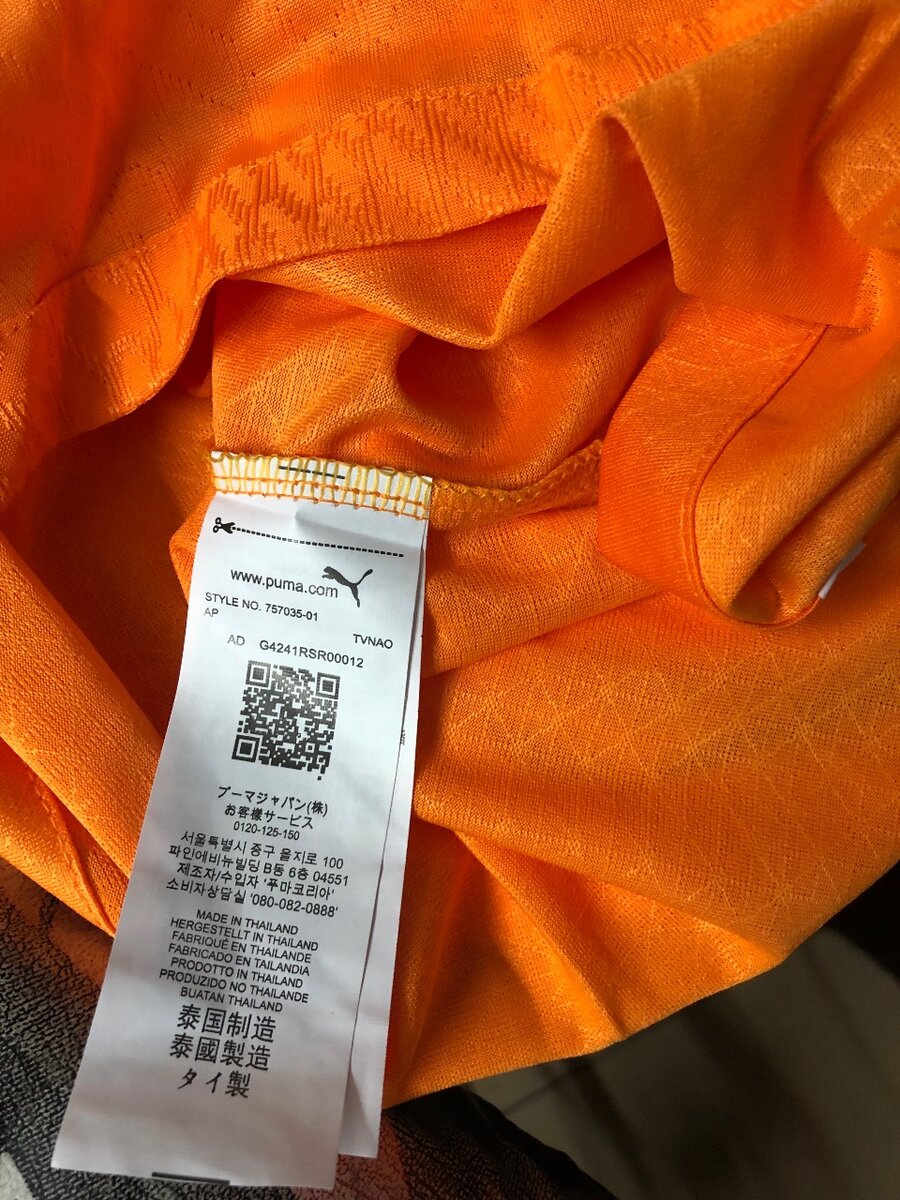 www.puma.com
STYLE NO. 757035-01
AP
TVNAO
AD G4241RSR00012
プーマジャパン(株)
お客様サービス
0120-125-150
서울특별시 중구 을지로 100
파인에비뉴빌딩 B동 6층 04551
제조자/수입자 '푸마코리아'
소비자상담실 '080-082-0888'
MADE IN THAILAND
HERGESTELLT IN THAILAND
FABRIQUÉ EN THAILANDE
FABRICADO EN TAILANDIA
PRODOTTO IN THAILAND
PRODUZIDO NO THAILANDE
BUATAN THAILAND
泰国制造
泰國製造
タイ製